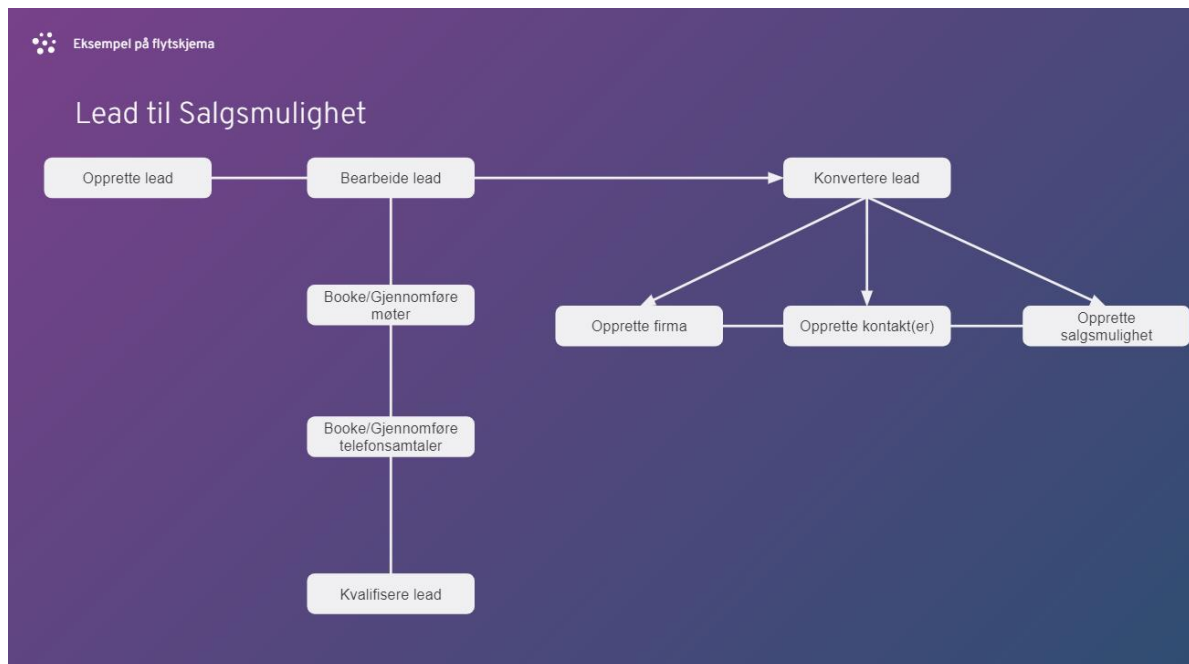 Eksempel på flytskjema
Lead til Salgsmulighet
Opprette lead
Bearbeide lead
Konvertere lead
Booke/Gjennomføre
møter
Opprette firma
Opprette kontakt(er)
Opprette
salgsmulighet
Booke/Gjennomføre
telefonsamtaler
Kvalifisere lead